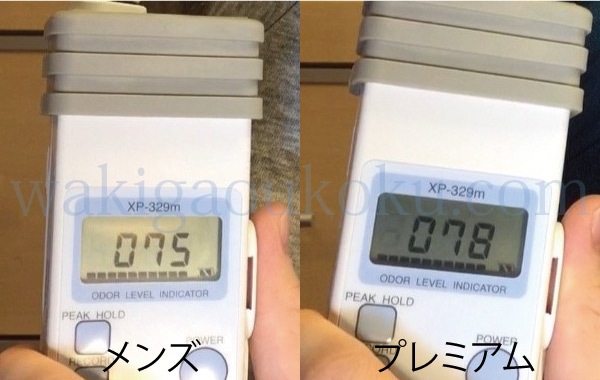 XP-329m
075
ODOR LEVEL INDICATOR
PEAK HOLD
RECORD
POWER
メンズ
XP-329m
078
ODOR LEVEL INDICATOR
PEAK HOLD
POWER
プレミアム
wakigaoukoku.com